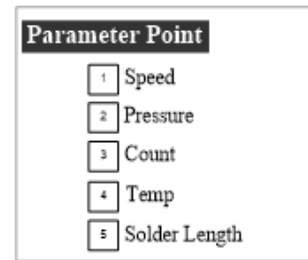 Parameter Point
1 Speed
2 Pressure
3 Count
4 Temp
5 Solder Length